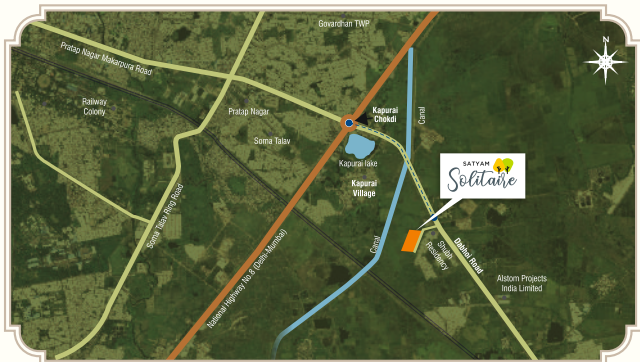 Govardhan TWP
N
Pratap Nagar Makarpura Road
Railway
Colony
Pratap Nagar
Kapurai
Chokdi
Canal
Soma Talav
Kapurai lake
SATYAM
Solitaire
Kapurai
Village
Soma Talav Ring Road
National Highway No.8 (Delhi-Mumbai)
Canal
Shubh
Residency
Dabhoi Road
Alstom Projects
India Limited